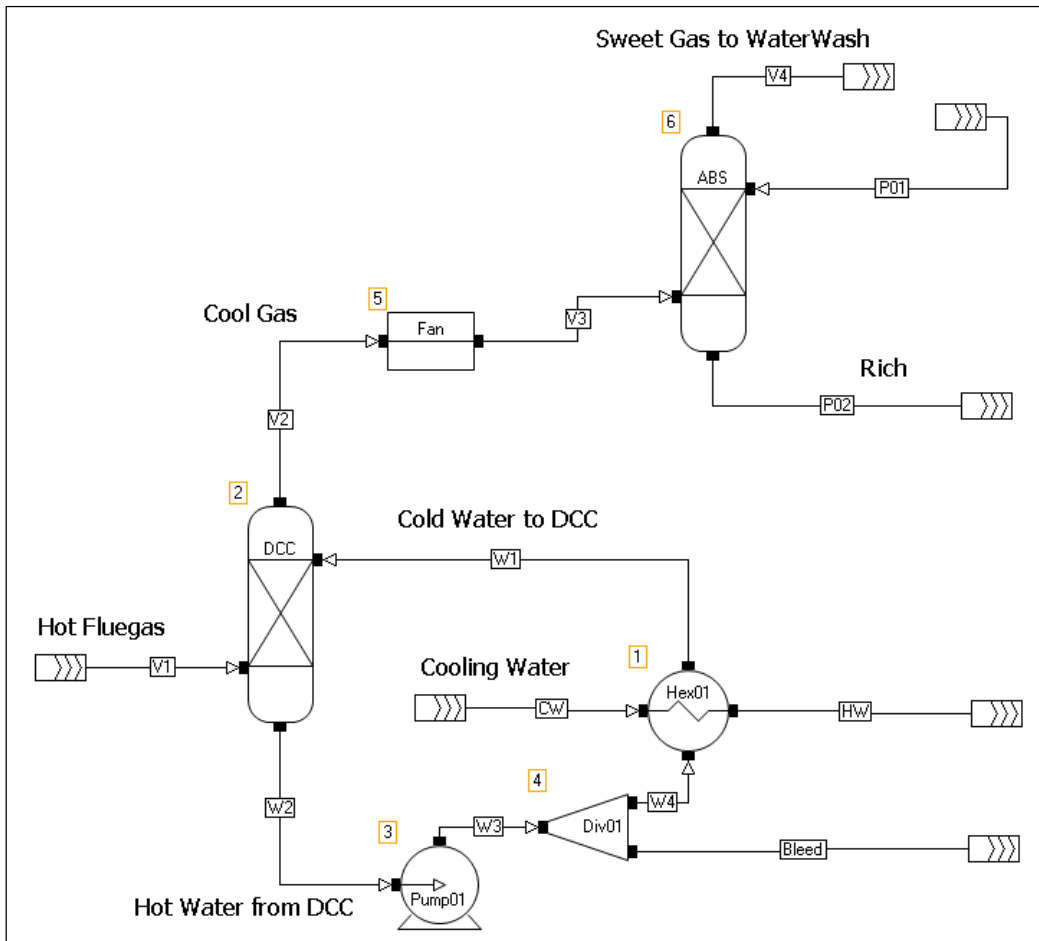 Sweet Gas to WaterWash
V4
6
ABS
P01
5
Cool Gas
Fan
V3
Rich
P02
V2
2
Cold Water to DCC
DCC
W1
Hot Fluegas
V1
1
Cooling Water
Hex01
CW
HW
4
W4
W2
3
W3
Div01
Bleed
Pump01
Hot Water from DCC